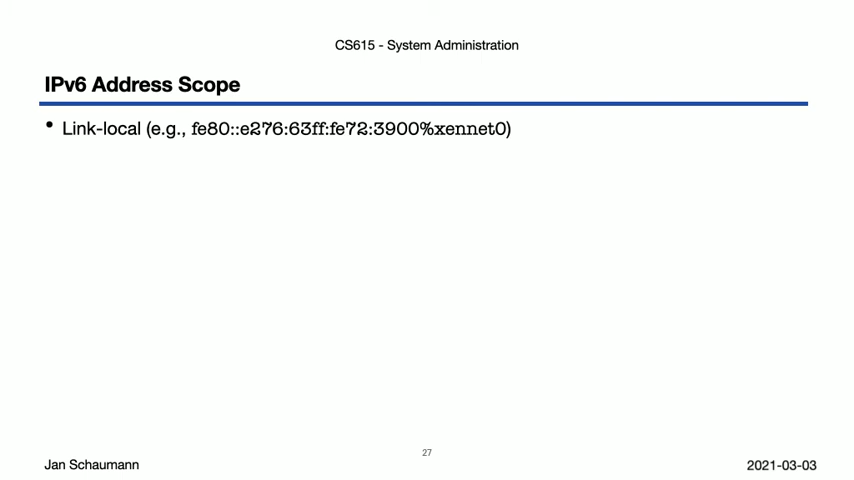 CS615 - System Administration
IPv6 Address Scope
• Link-local (e.g., fe80::e276:63ff:fe72:3900%xennet0)
27
Jan Schaumann
2021-03-03